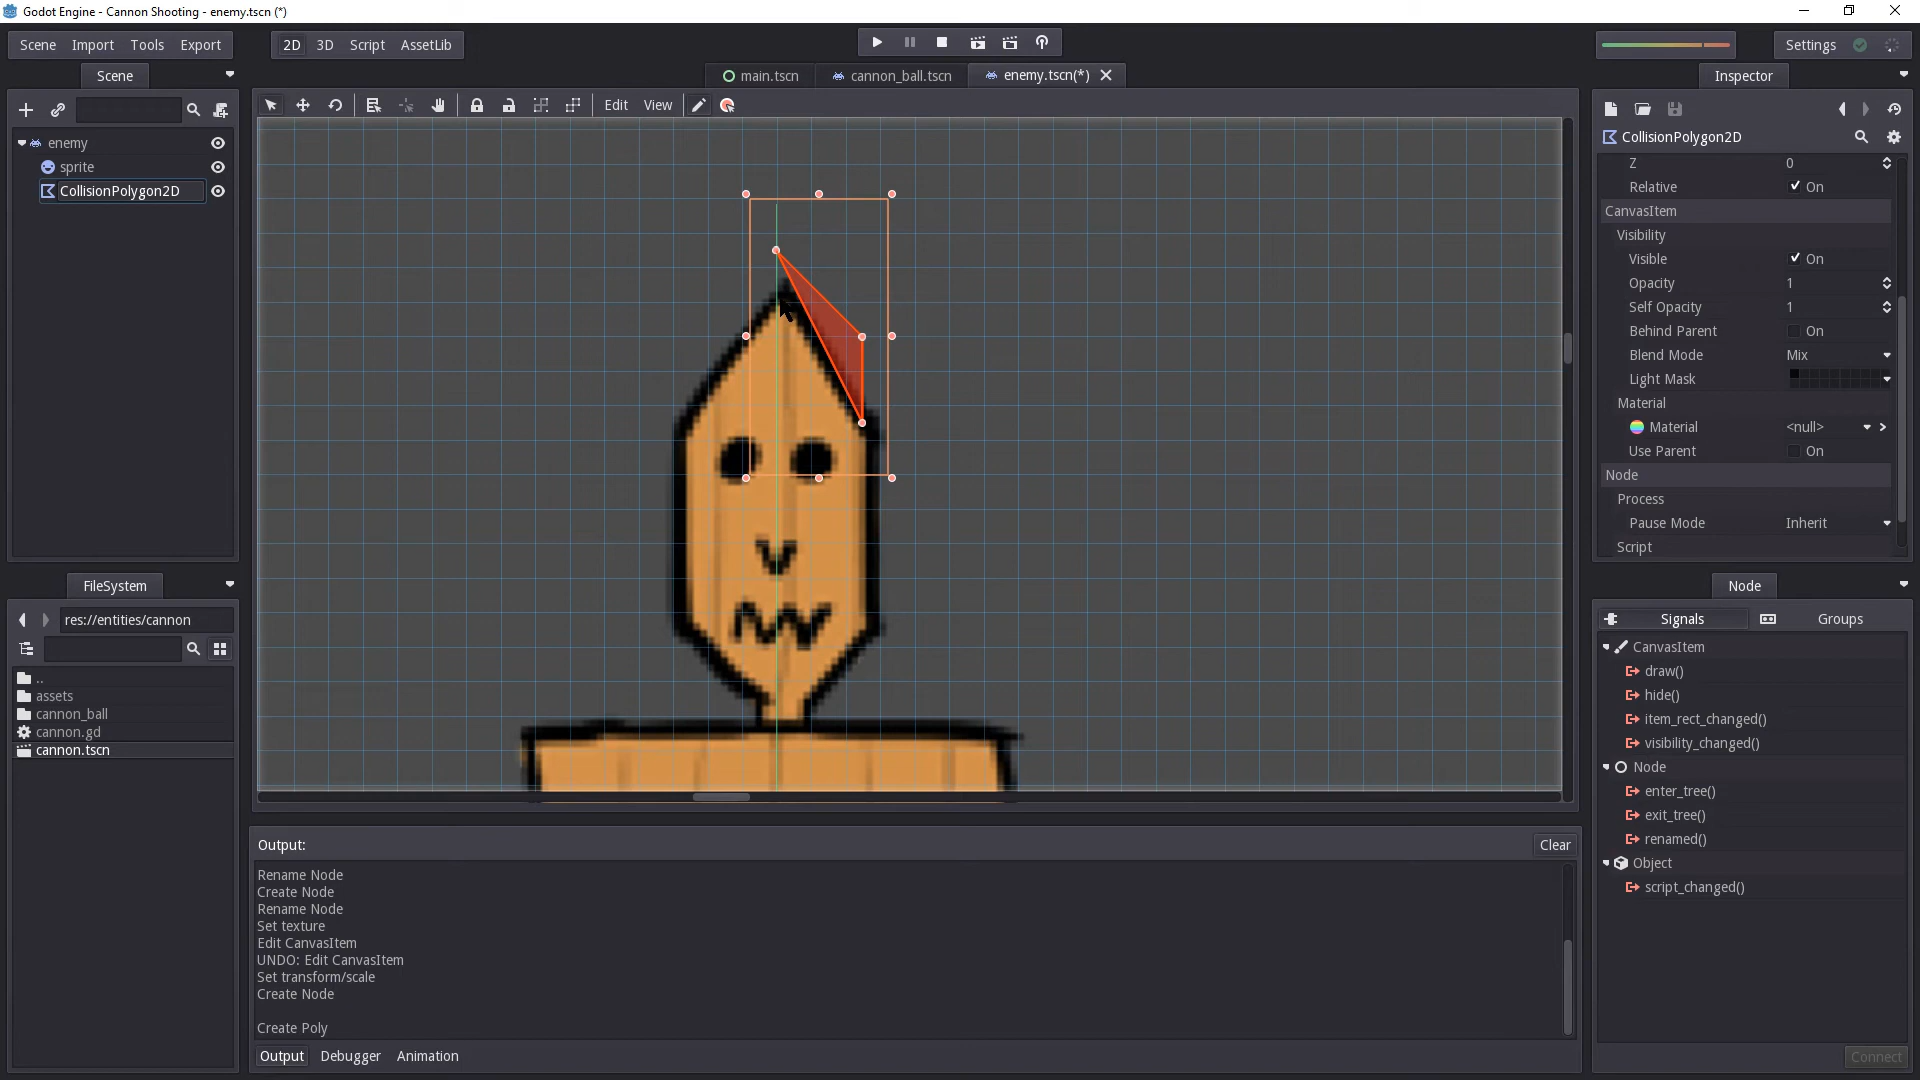 Godot Engine - Cannon Shooting - enemy.tscn (*)
Scene Import Tools Export
2D 3D Script AssetLib
Settings
Scene
main.tscn
cannon_ball.tscn
enemy.tscn(*)
Inspector
Edit View
enemy
sprite
CollisionPolygon2D
CollisionPolygon2D
Z 0
Relative On
CanvasItem
Visibility
Visible On
Opacity 1
Self Opacity 1
Behind Parent On
Blend Mode Mix
Light Mask
Material
Material <null>
Use Parent On
Node
Process
Pause Mode Inherit
Script
FileSystem
res://entities/cannon
..
assets
cannon_ball
cannon.gd
cannon.tscn
Output:
Clear
Rename Node
Create Node
Rename Node
Set texture
Edit CanvasItem
UNDO: Edit CanvasItem
Set transform/scale
Create Node
Create Poly
Output Debugger Animation
Node
Signals Groups
CanvasItem
draw()
hide()
item_rect_changed()
visibility_changed()
Node
enter_tree()
exit_tree()
renamed()
Object
script_changed()
Connect